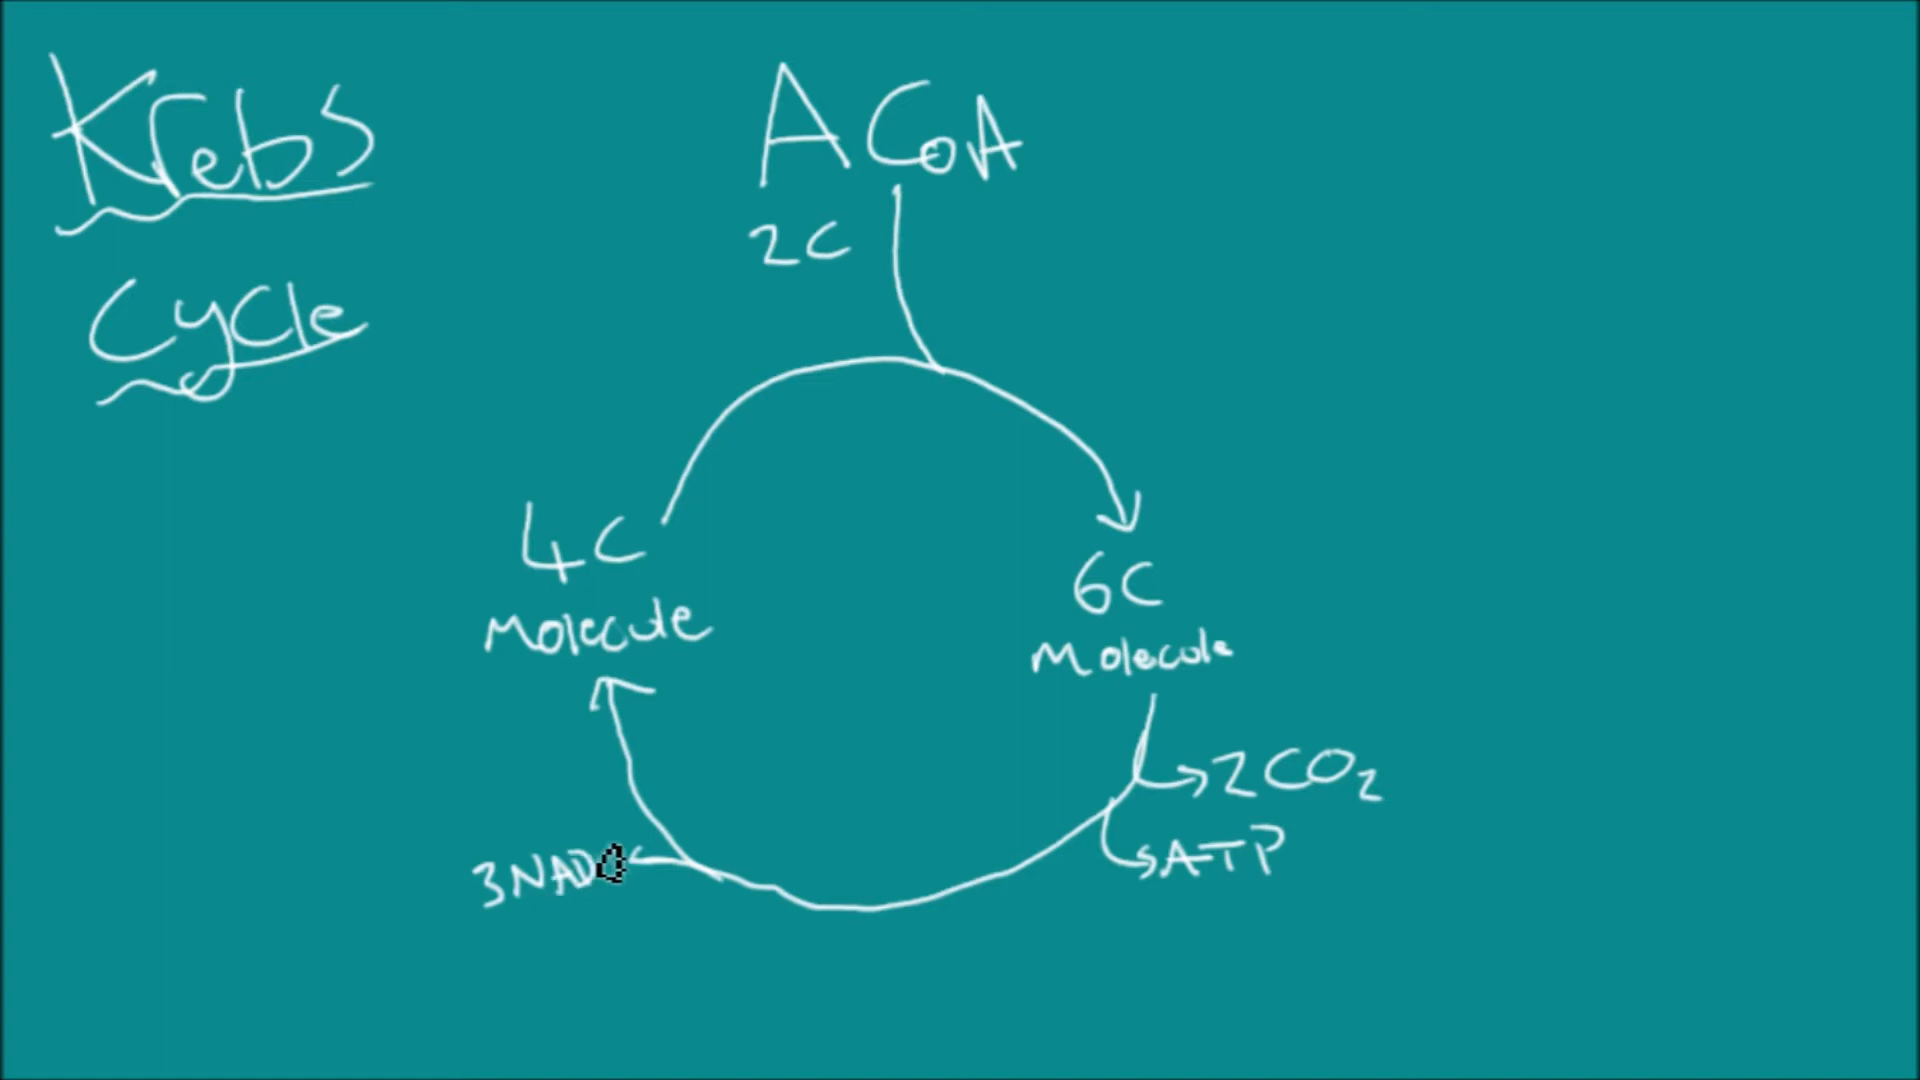 Krebs
Cycle
ACoA
2C
4C
Molecule
6C
Molecule
2CO2
ATP
3NAD